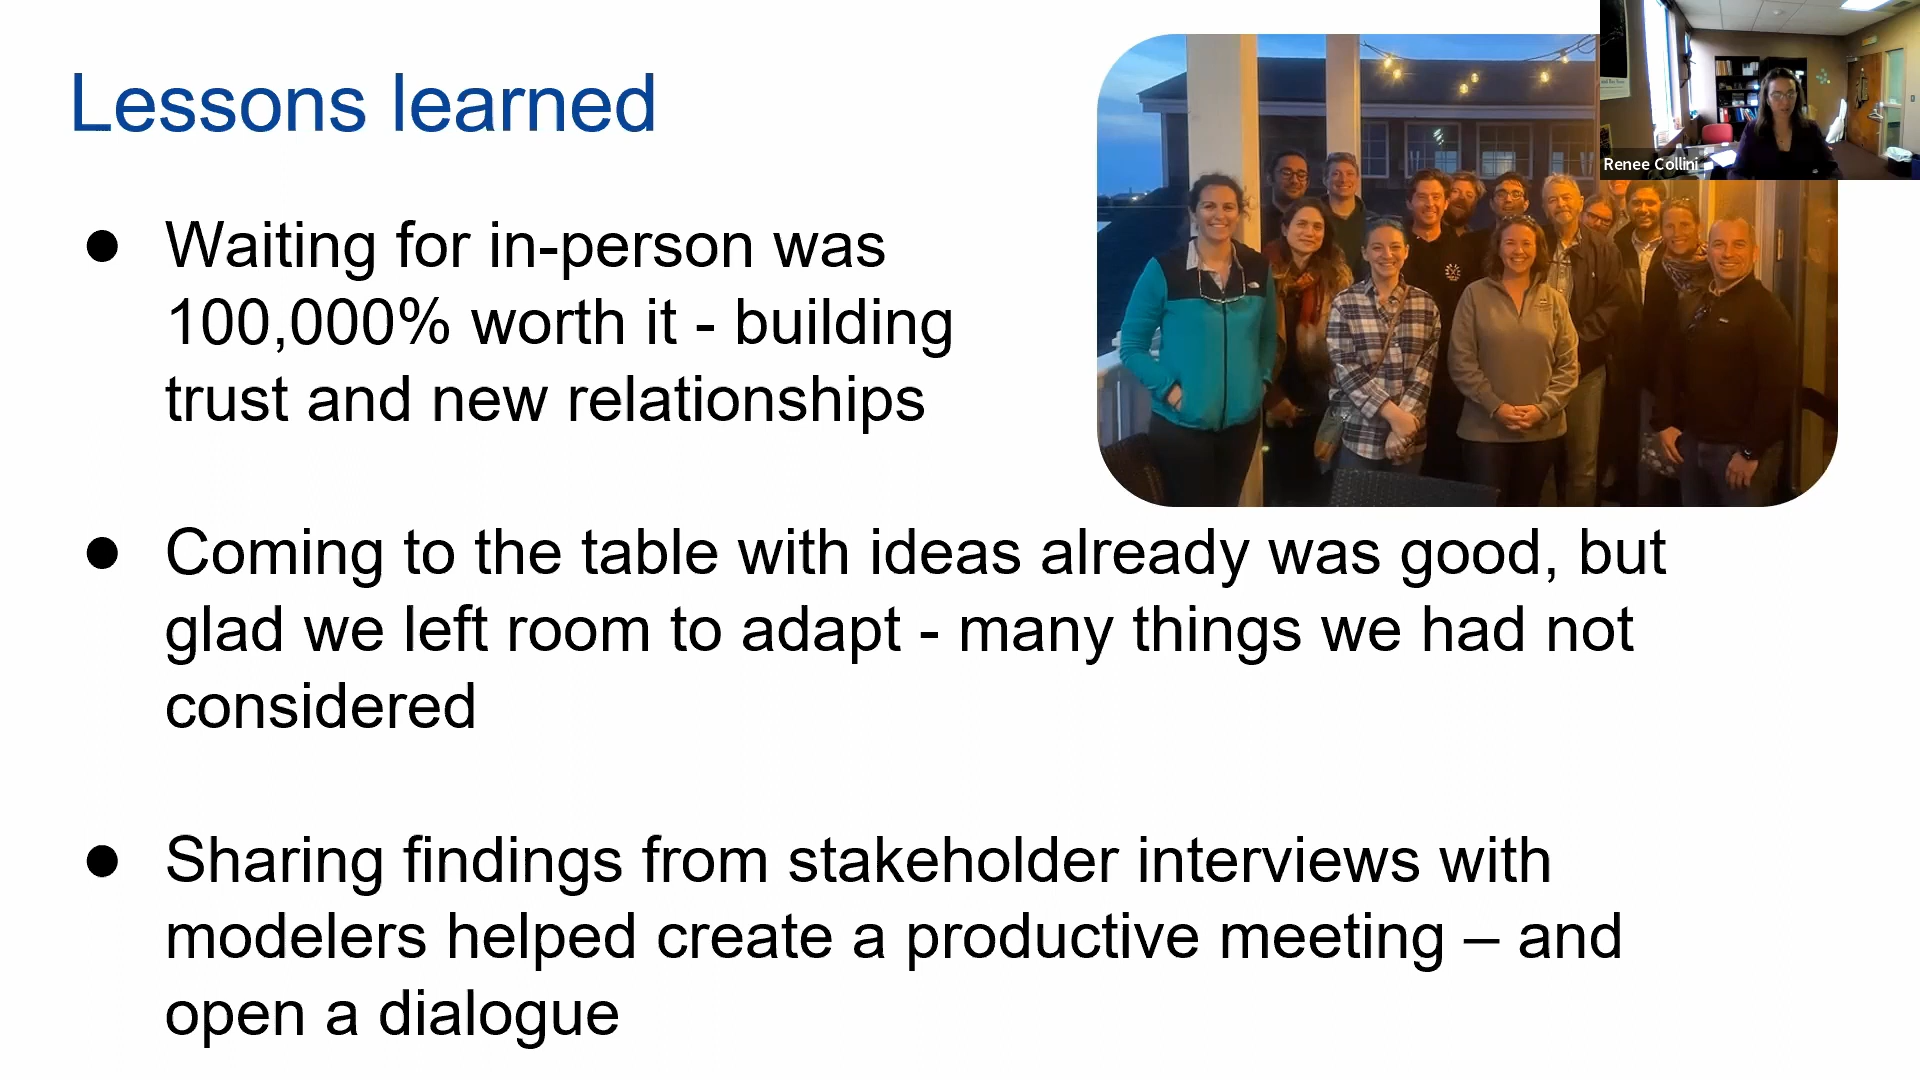 Lessons learned
Renee Collini
● Waiting for in-person was
100,000% worth it - building
trust and new relationships
● Coming to the table with ideas already was good, but
glad we left room to adapt - many things we had not
considered
● Sharing findings from stakeholder interviews with
modelers helped create a productive meeting – and
open a dialogue